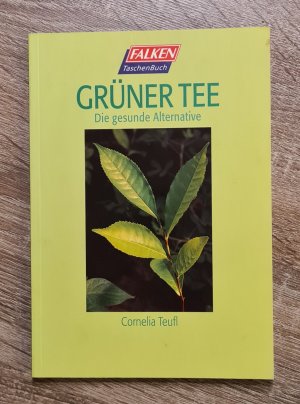 FALKEN
TaschenBuch
GRÜNER TEE
Die gesunde Alternative
Cornelia Teufl